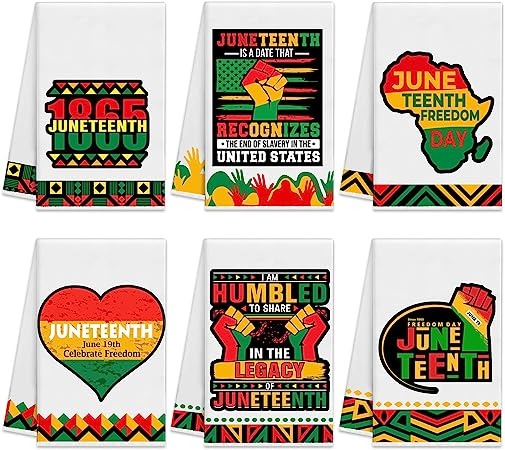 1865
JUNETEENTH
JUNETEENTH
IS A DATE THAT
RECOGNIZES
THE END OF SLAVERY IN THE
UNITED STATES
JUNE
TEENTH
FREEDOM
DAY
JUNETEENTH
June 19th
Celebrate Freedom
I AM
HUMBLED
TO SHARE
IN THE
LEGACY
OF
JUNETEENTH
Since 1865
FREEDOM DAY
JUNE
TEENTH